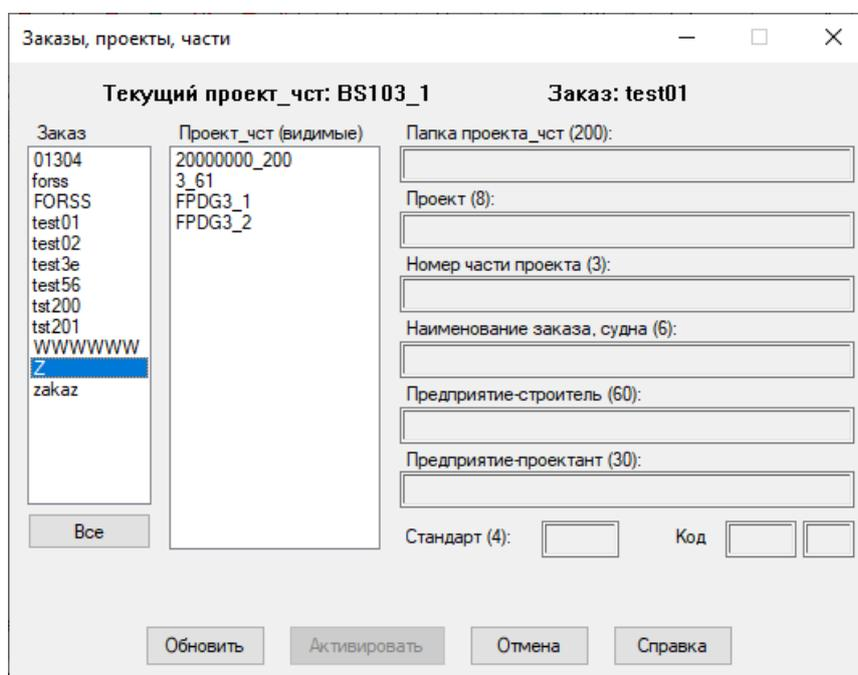 Заказы, проекты, части
Текущий проект_чст: BS103_1 Заказ: test01
Заказ
01304
forss
FORSS
test01
test02
test3e
test56
tst200
tst201
WWWWWW
Z
zakaz
Все
Проект_чст (видимые)
20000000_200
3_61
FPDG3_1
FPDG3_2
Папка проекта_чст (200):
Проект (8):
Номер части проекта (3):
Наименование заказа, судна (6):
Предприятие-строитель (60):
Предприятие-проектант (30):
Стандарт (4): Код
Обновить Активировать Отмена Справка